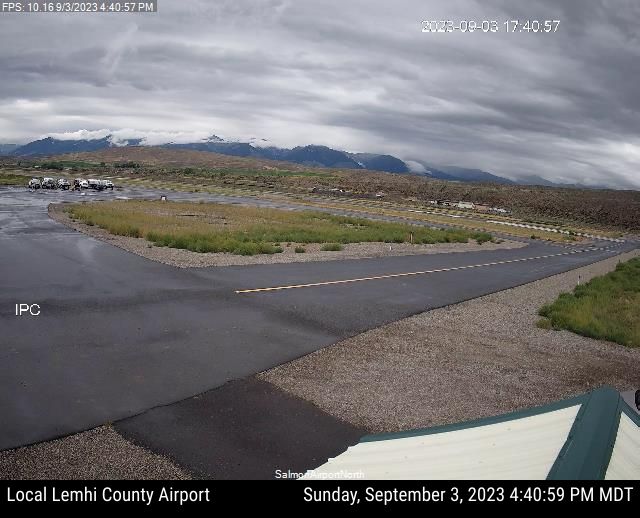 FPS: 10.16 9/3/2023 4:40:57 PM
2023-09-03 17:40:57
IPC
SalmonAirportNorth
Local Lemhi County Airport
Sunday, September 3, 2023 4:40:59 PM MDT